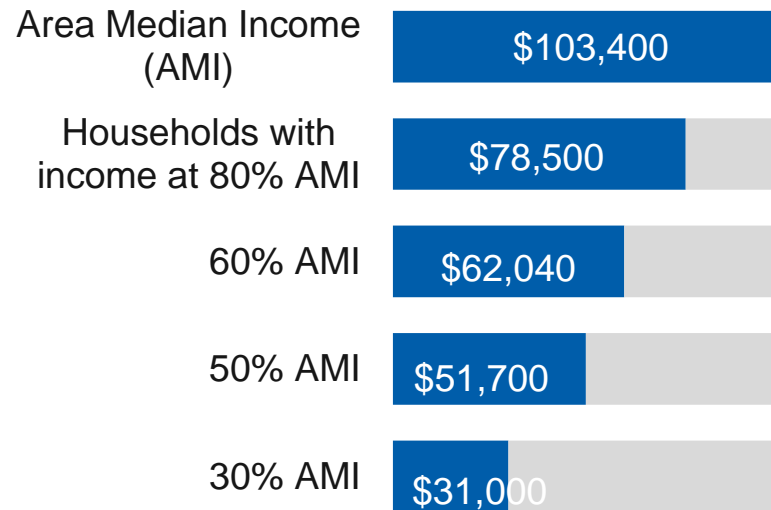 Area Median Income
(AMI)
$103,400
Households with
income at 80% AMI
$78,500
60% AMI
$62,040
50% AMI
$51,700
30% AMI
$31,000